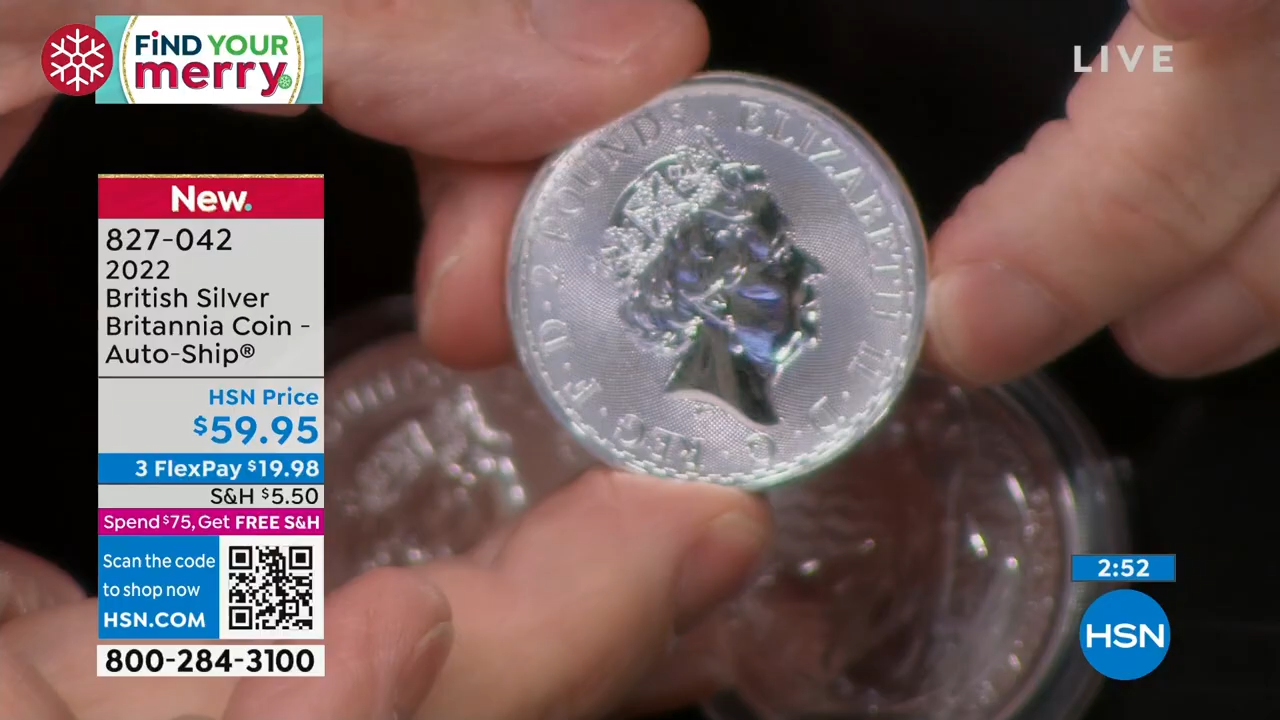 FiND YOUR
merry.
LIVE
New.
827-042
2022
British Silver
Britannia Coin -
Auto-Ship®
HSN Price
$59.95
3 FlexPay $19.98
S&H $5.50
Spend $75, Get FREE S&H
Scan the code
to shop now
HSN.COM
800-284-3100
ELIZABETH II · D · G · REG · F · D · 2 POUNDS
2:52
HSN